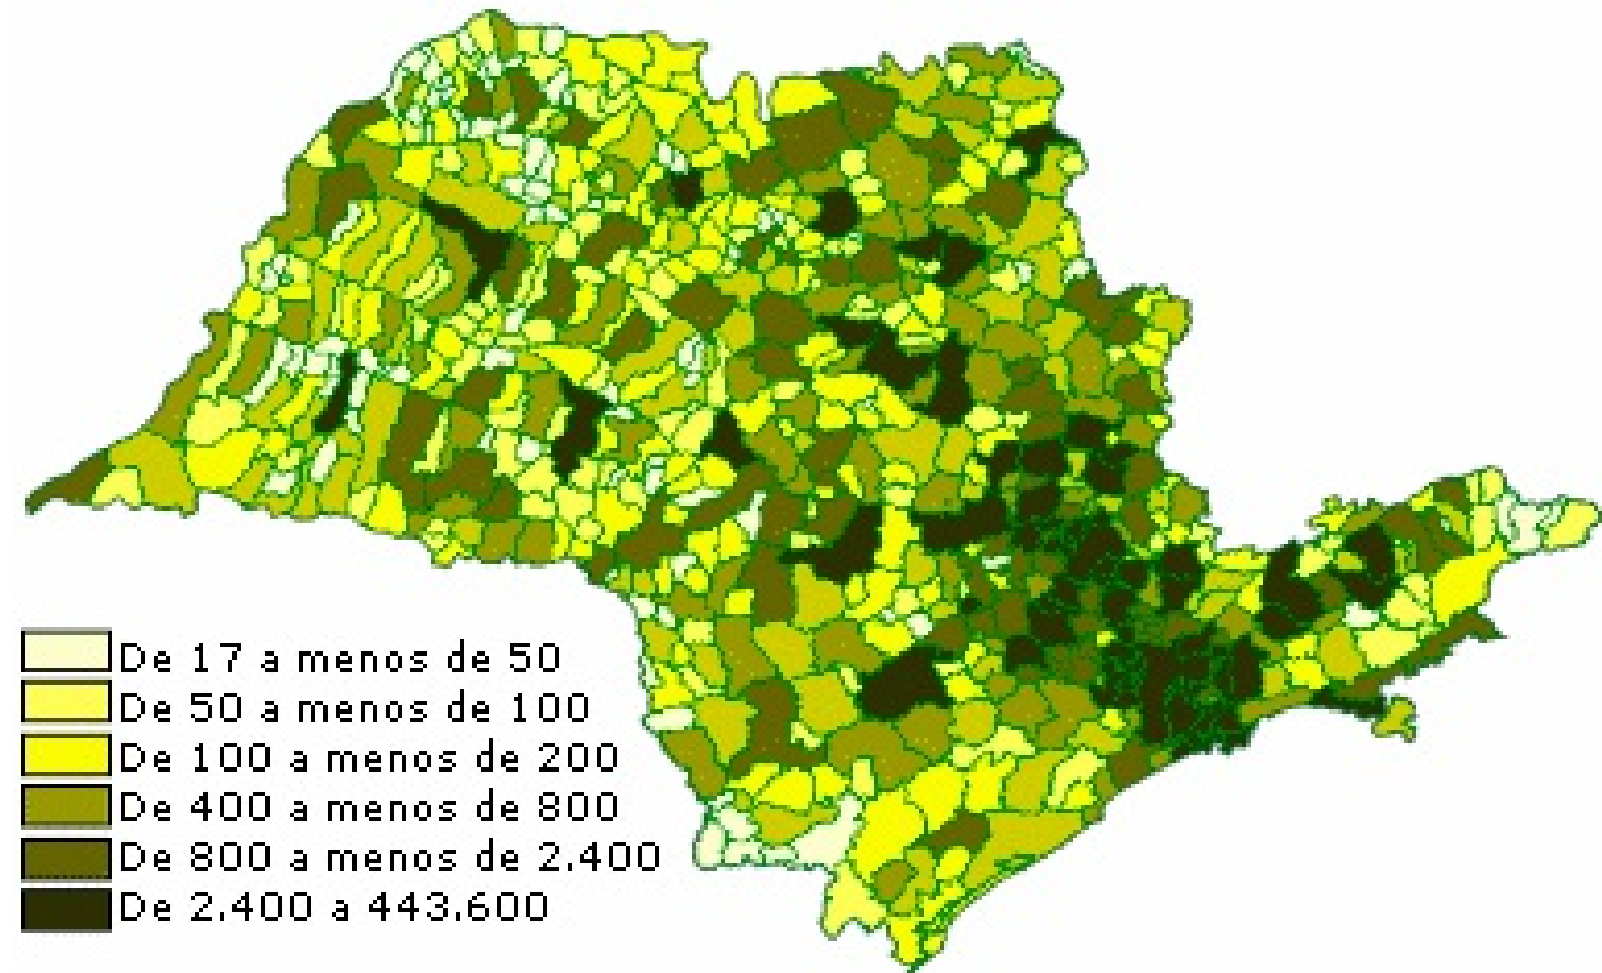 De 17 a menos de 50
De 50 a menos de 100
De 100 a menos de 200
De 400 a menos de 800
De 800 a menos de 2.400
De 2.400 a 443.600